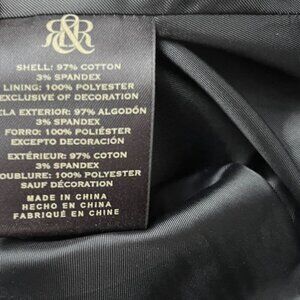 R&R
SHELL: 97% COTTON
3% SPANDEX
LINING: 100% POLYESTER
EXCLUSIVE OF DECORATION
ELA EXTERIOR: 97% ALGODÓN
3% SPANDEX
FORRO: 100% POLIÉSTER
EXCEPTO DECORACIÓN
EXTÉRIEUR: 97% COTON
3% SPANDEX
OUBLURE: 100% POLYESTER
SAUF DÉCORATION
MADE IN CHINA
HECHO EN CHINA
FABRIQUÉ EN CHINE